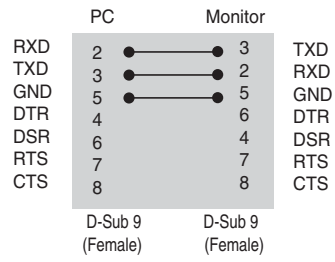 PC Monitor
RXD 2 3 TXD
TXD 3 2 RXD
GND 5 5 GND
DTR 4 6 DTR
DSR 6 4 DSR
RTS 7 7 RTS
CTS 8 8 CTS
D-Sub 9 D-Sub 9
(Female) (Female)